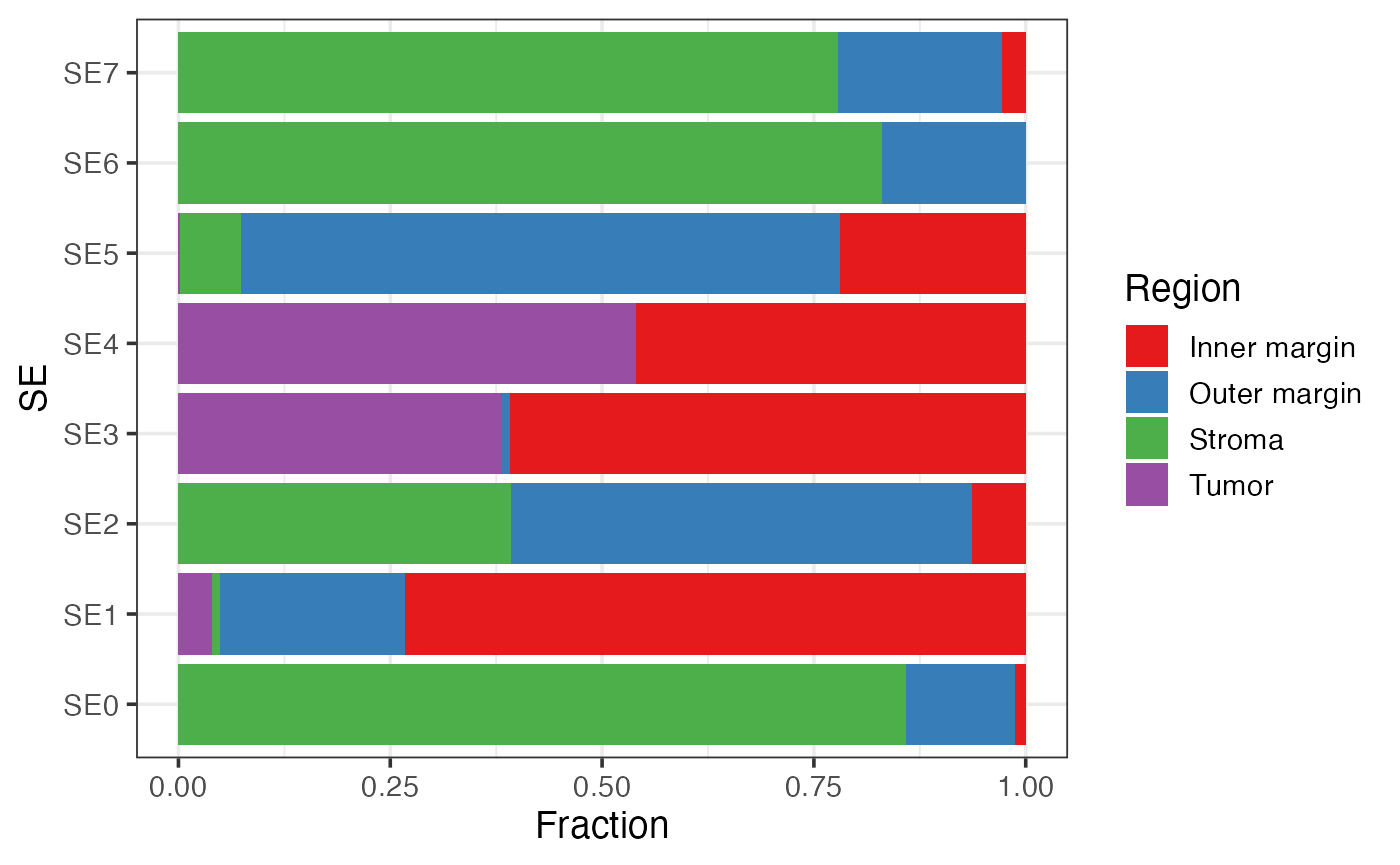 SE7
SE6
SE5
SE4
SE3
SE2
SE1
SE0
SE
0.00 0.25 0.50 0.75 1.00
Fraction
Region
Inner margin
Outer margin
Stroma
Tumor